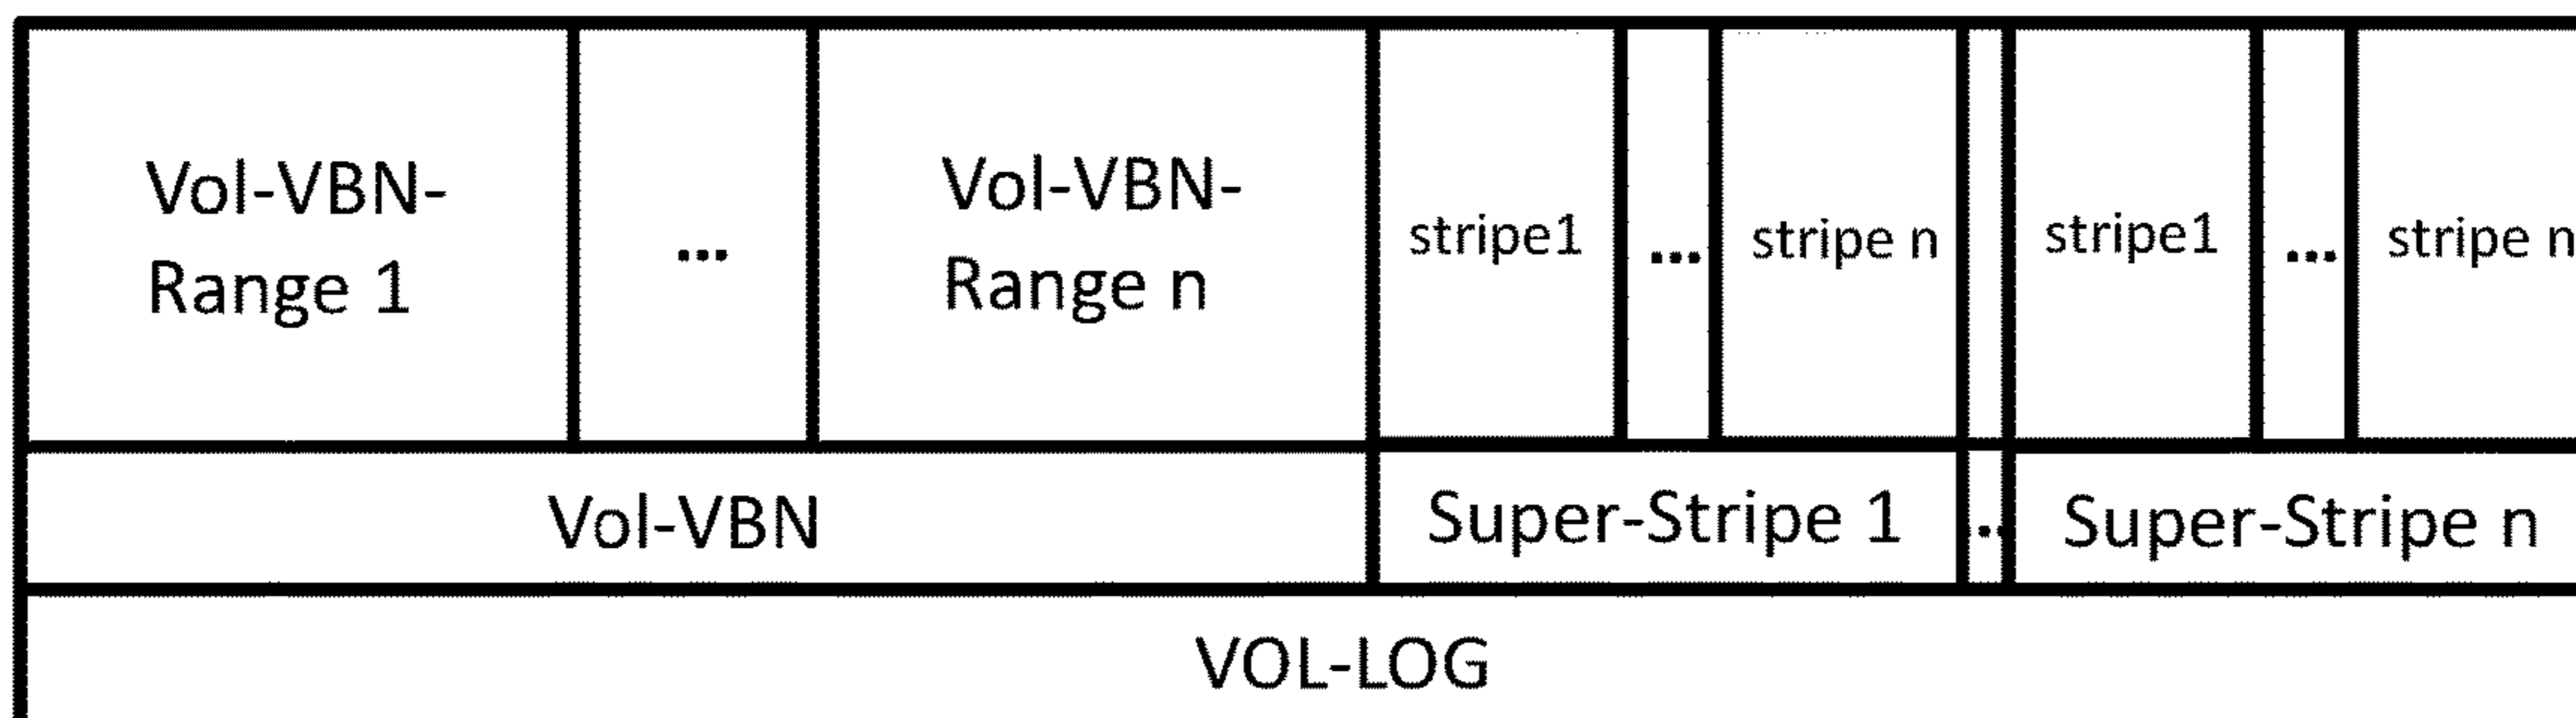 Vol-VBN-
Range 1
...
Vol-VBN-
Range n
stripe1
...
stripe n
stripe1
...
stripe n
Vol-VBN
Super-Stripe 1
..
Super-Stripe n
VOL-LOG